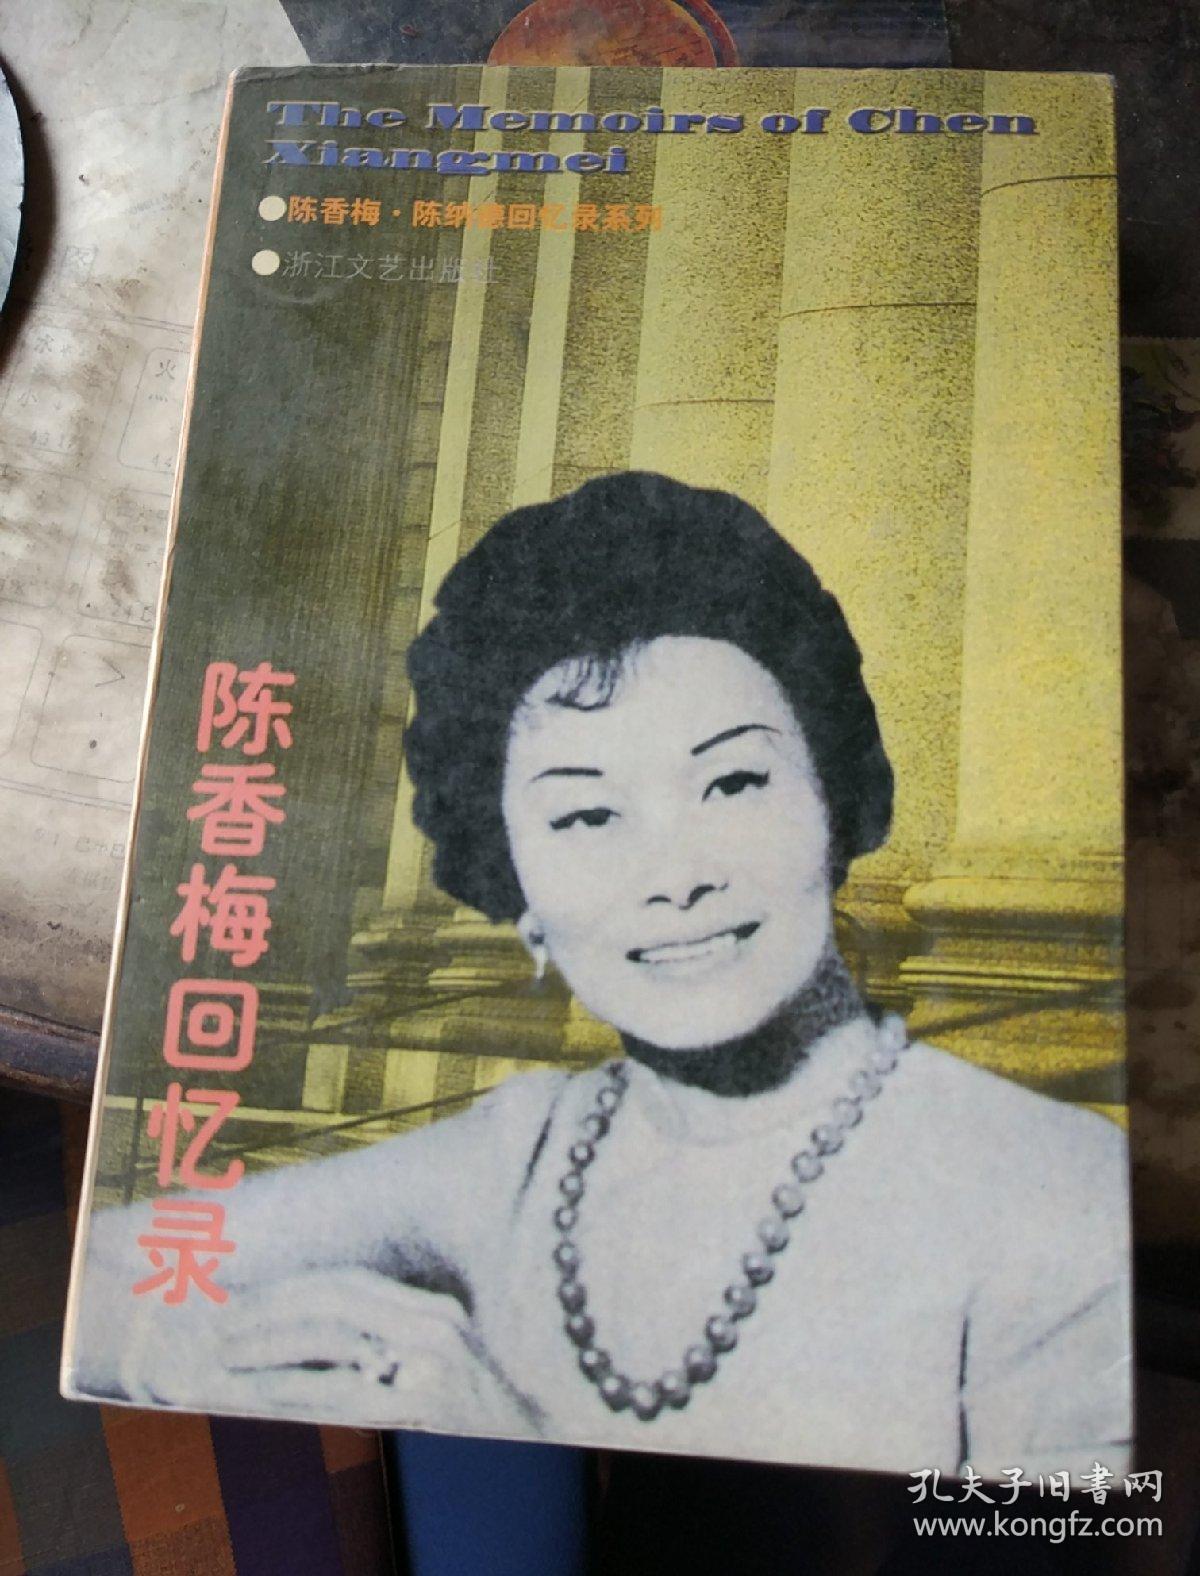 The Memoirs of Chen
Xiangmei
●陈香梅·陈纳德回忆录系列
●浙江文艺出版社
陈香梅回忆录
火
小
孔夫子旧书网
www.kongfz.com